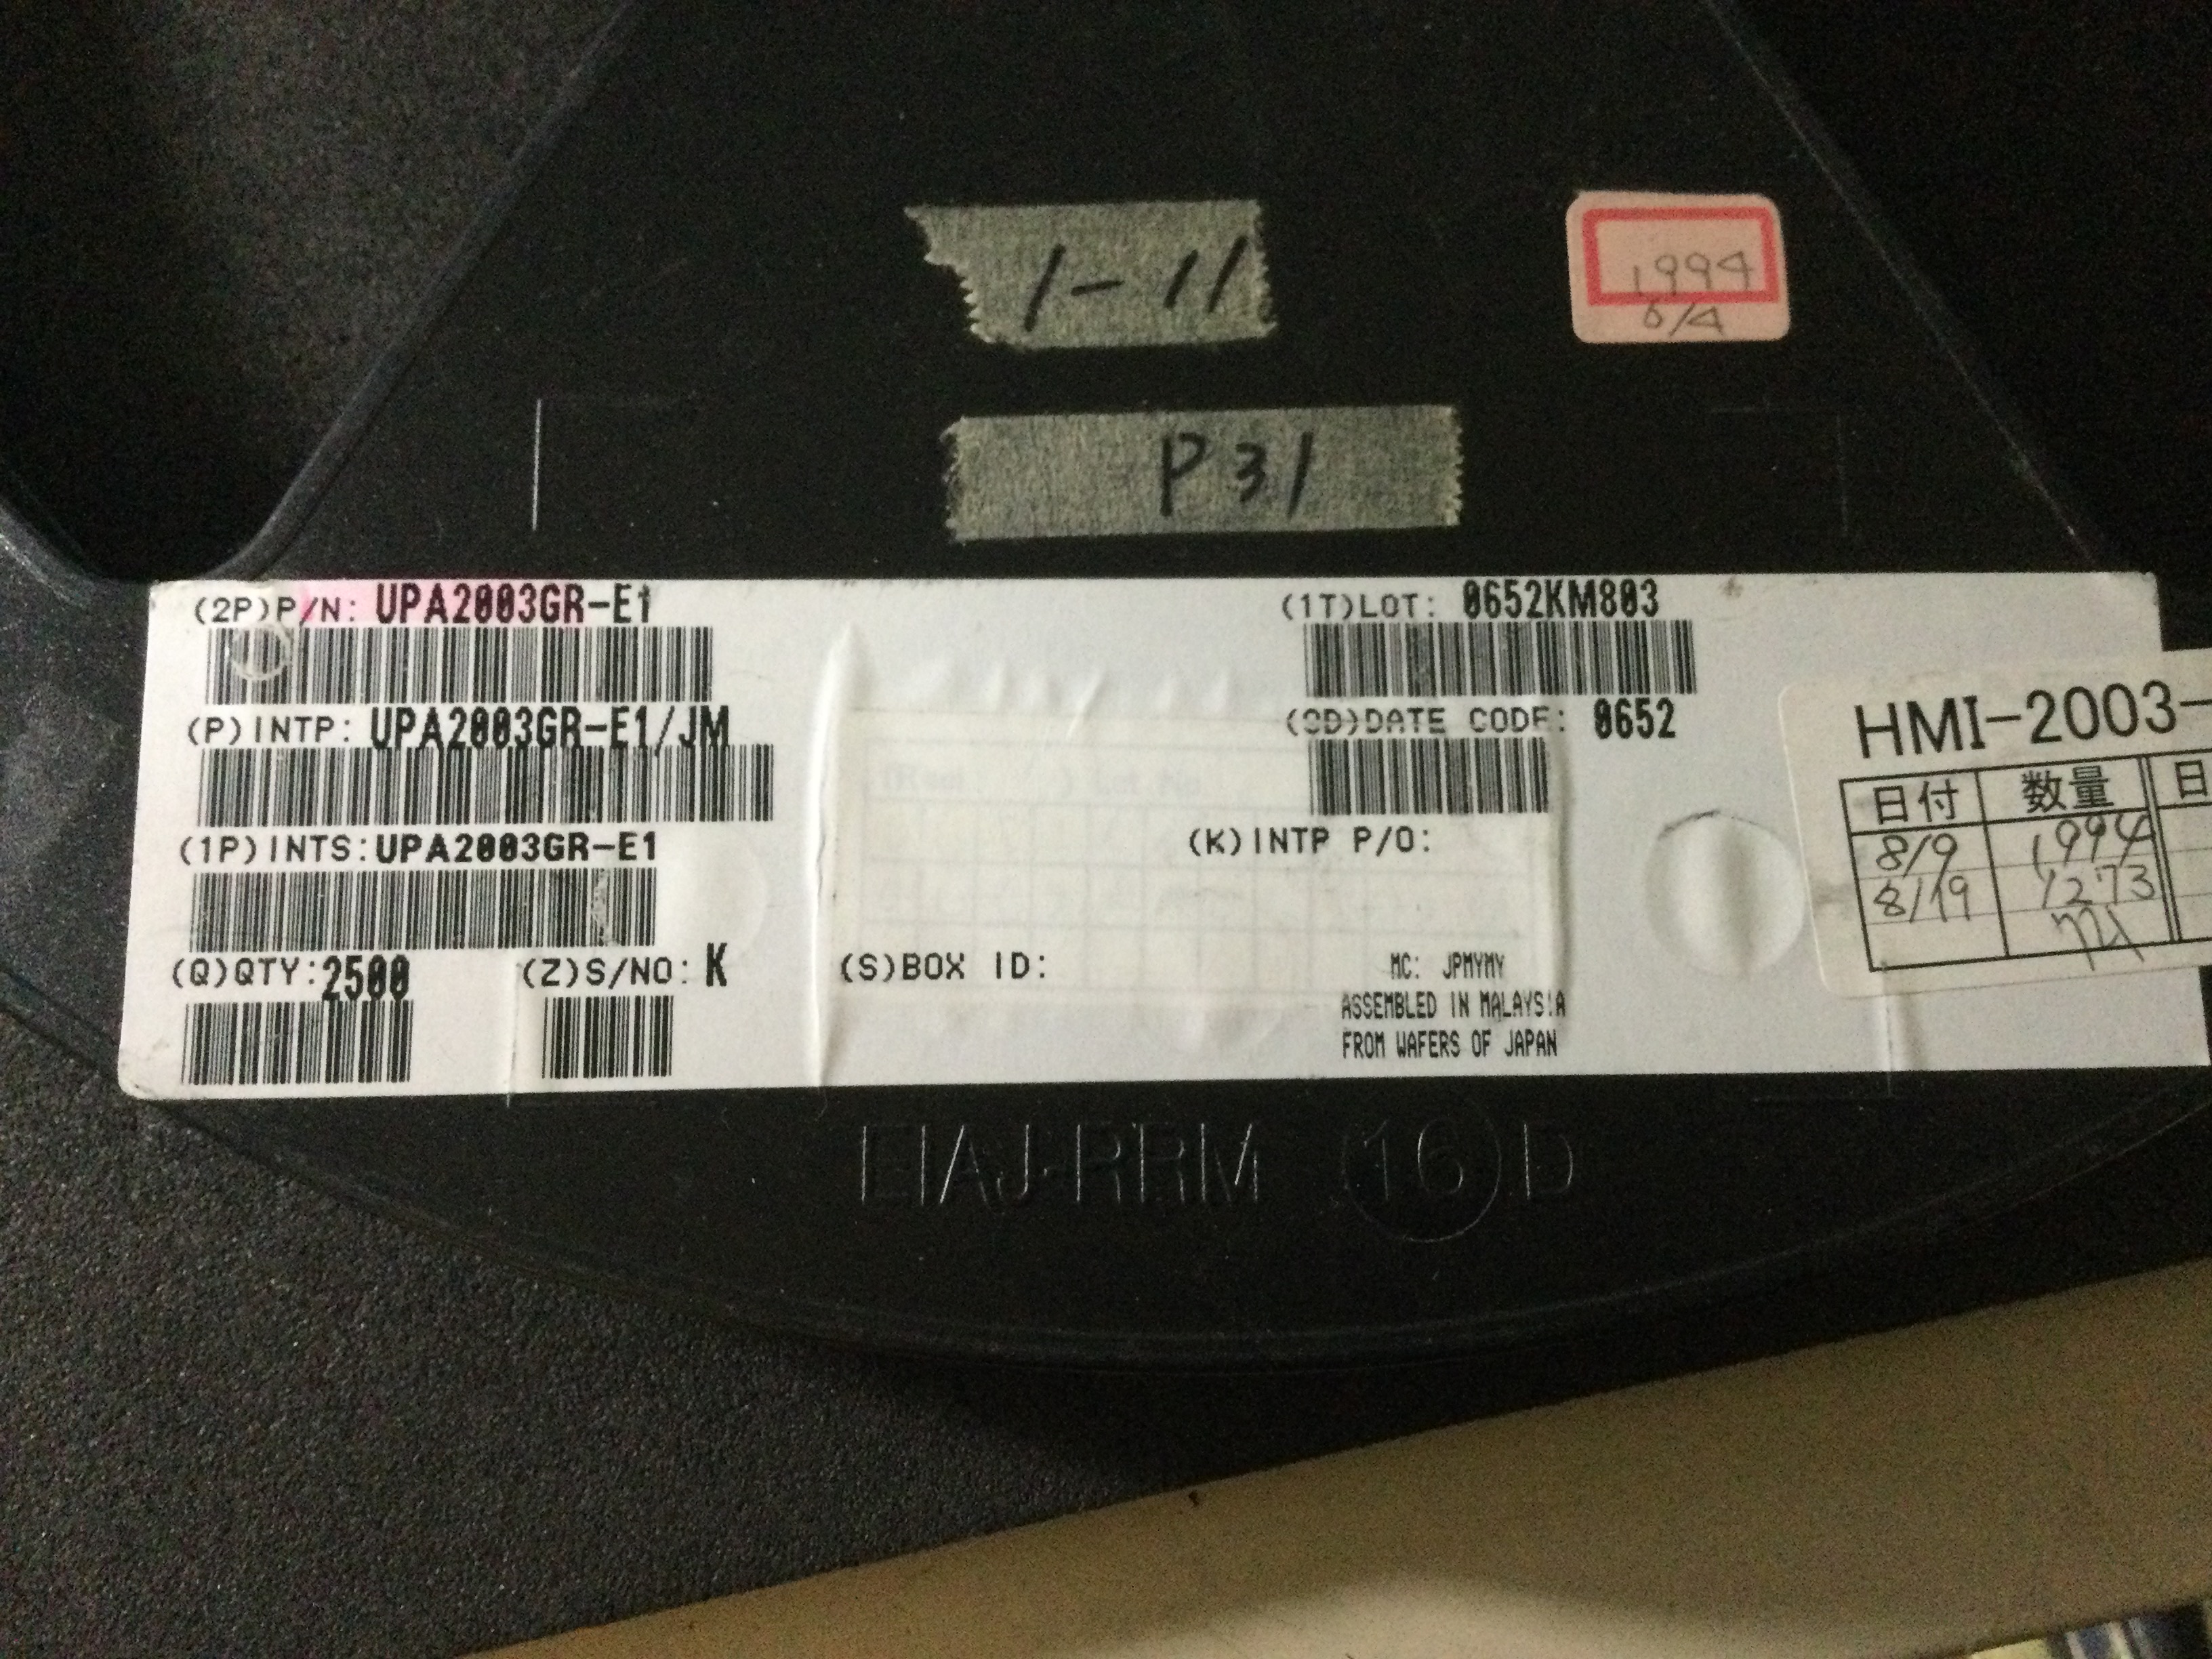 1-11
1994
6/4
P31
(2P)P/N: UPA2003GR-E1
(P)INTP: UPA2003GR-E1/JM
(1P)INTS:UPA2003GR-E1
(Q)QTY:2500
(Z)S/NO: K
(1T)LOT: 0652KM803
DATE CODE: 0652
(K)INTP P/O:
(S)BOX ID:
MC: JPMYMY
ASSEMBLED IN MALAYSIA
FROM WAFERS OF JAPAN
HMI-2003-
日付 数量 日
8/9 1994
8/19 1273
EIAJ-RRM 16 D